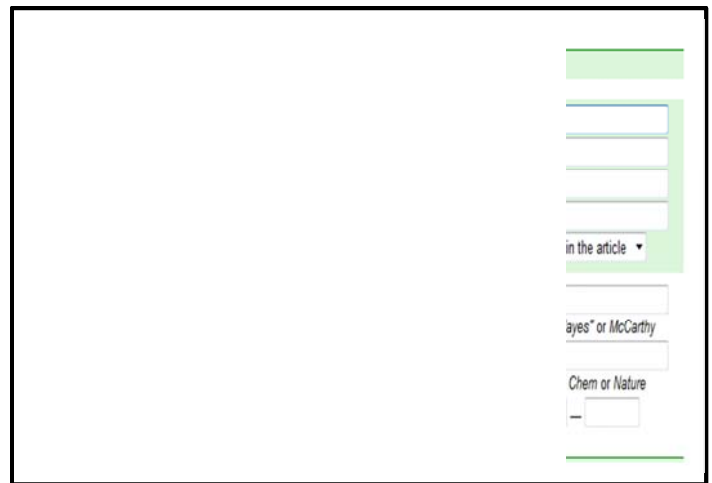 in the article
ayes" or McCarthy
Chem or Nature
—